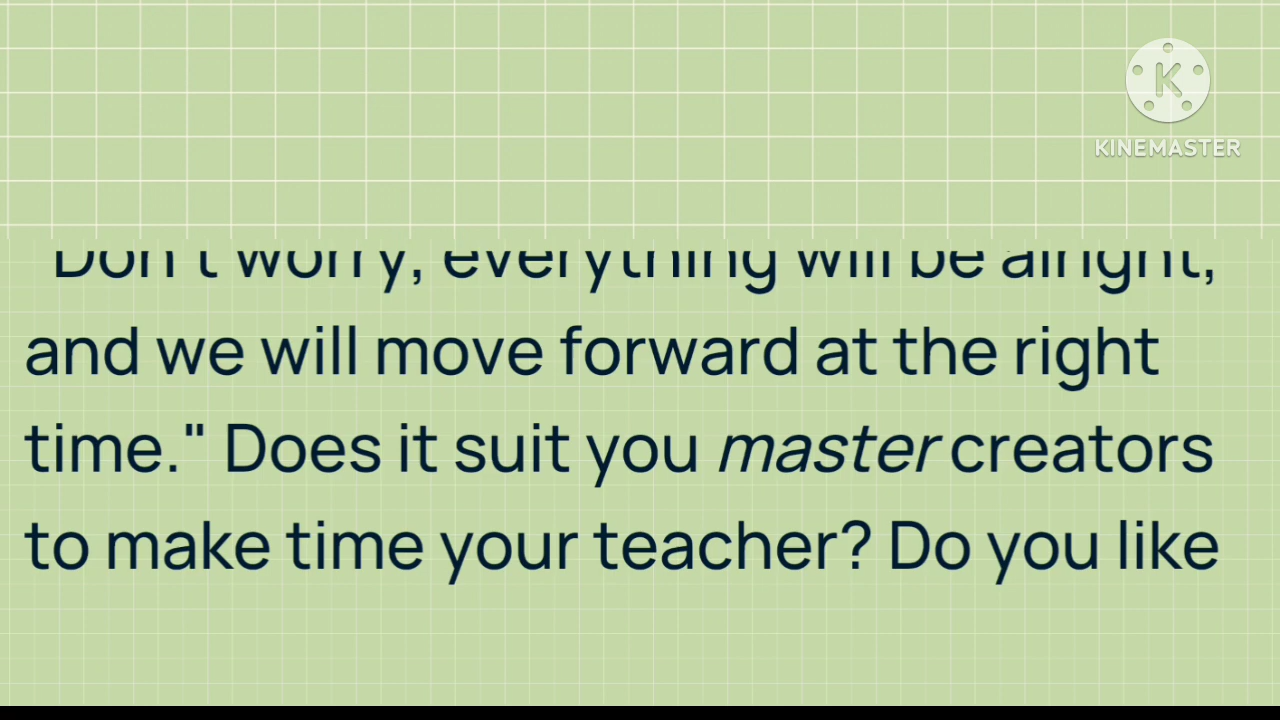 KINEMASTER
Don't worry, everything will be alright,
and we will move forward at the right
time." Does it suit you master creators
to make time your teacher? Do you like